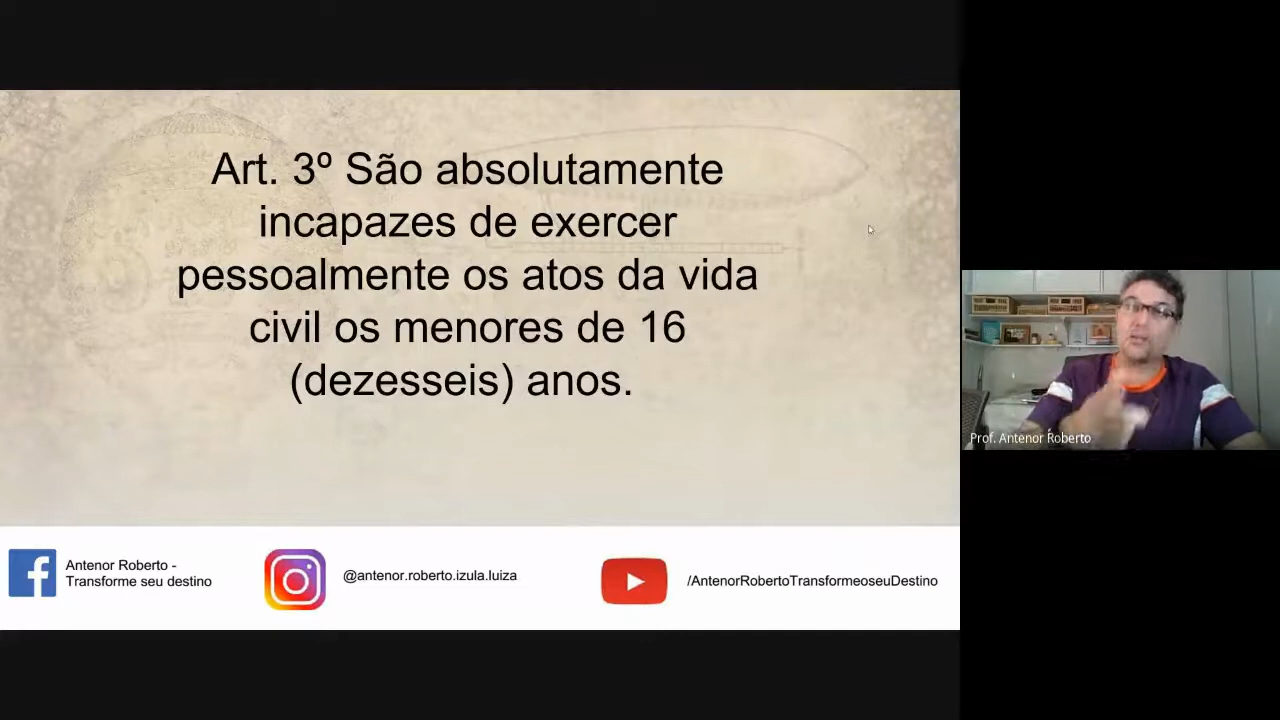 Art. 3º São absolutamente
incapazes de exercer
pessoalmente os atos da vida
civil os menores de 16
(dezesseis) anos.
Prof. Antenor Roberto
Antenor Roberto -
Transforme seu destino
@antenor.roberto.izula.luiza
/AntenorRobertoTransformeoseuDestino